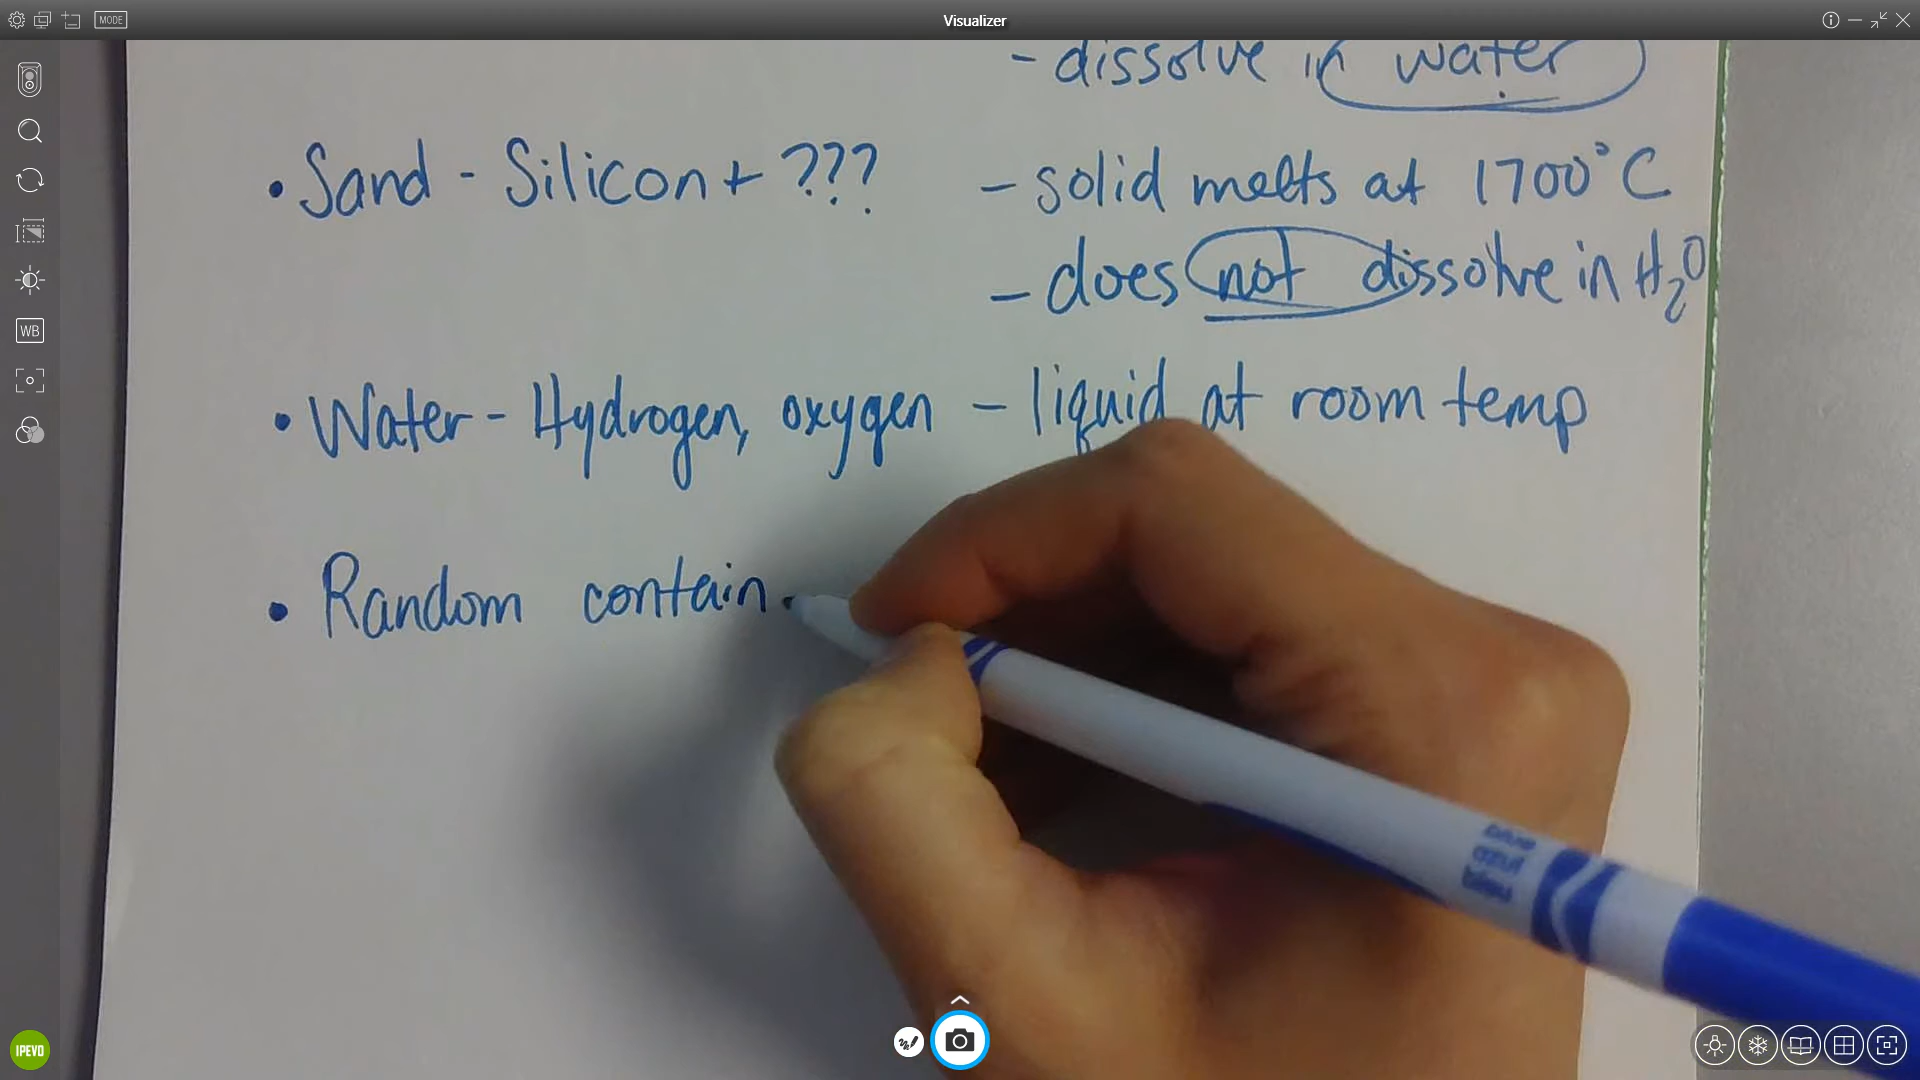 MODE
Visualizer
- dissolve in water
• Sand - Silicon + ??? - solid melts at 1700°C
- does not dissolve in H₂O
WB
• Water - Hydrogen, oxygen - liquid at room temp
• Random contain
IPEVO